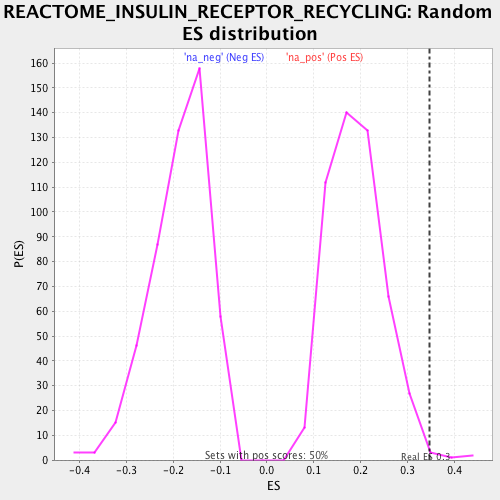 REACTOME_INSULIN_RECEPTOR_RECYCLING: Random
ES distribution
'na_neg' (Neg ES) 'na_pos' (Pos ES)
160
150
140
130
120
110
100
90
80
70
60
50
40
30
20
10
0
P(ES)
Sets with pos scores: 50%
Real ES 0.3
-0.4 -0.3 -0.2 -0.1 0.0 0.1 0.2 0.3 0.4
ES